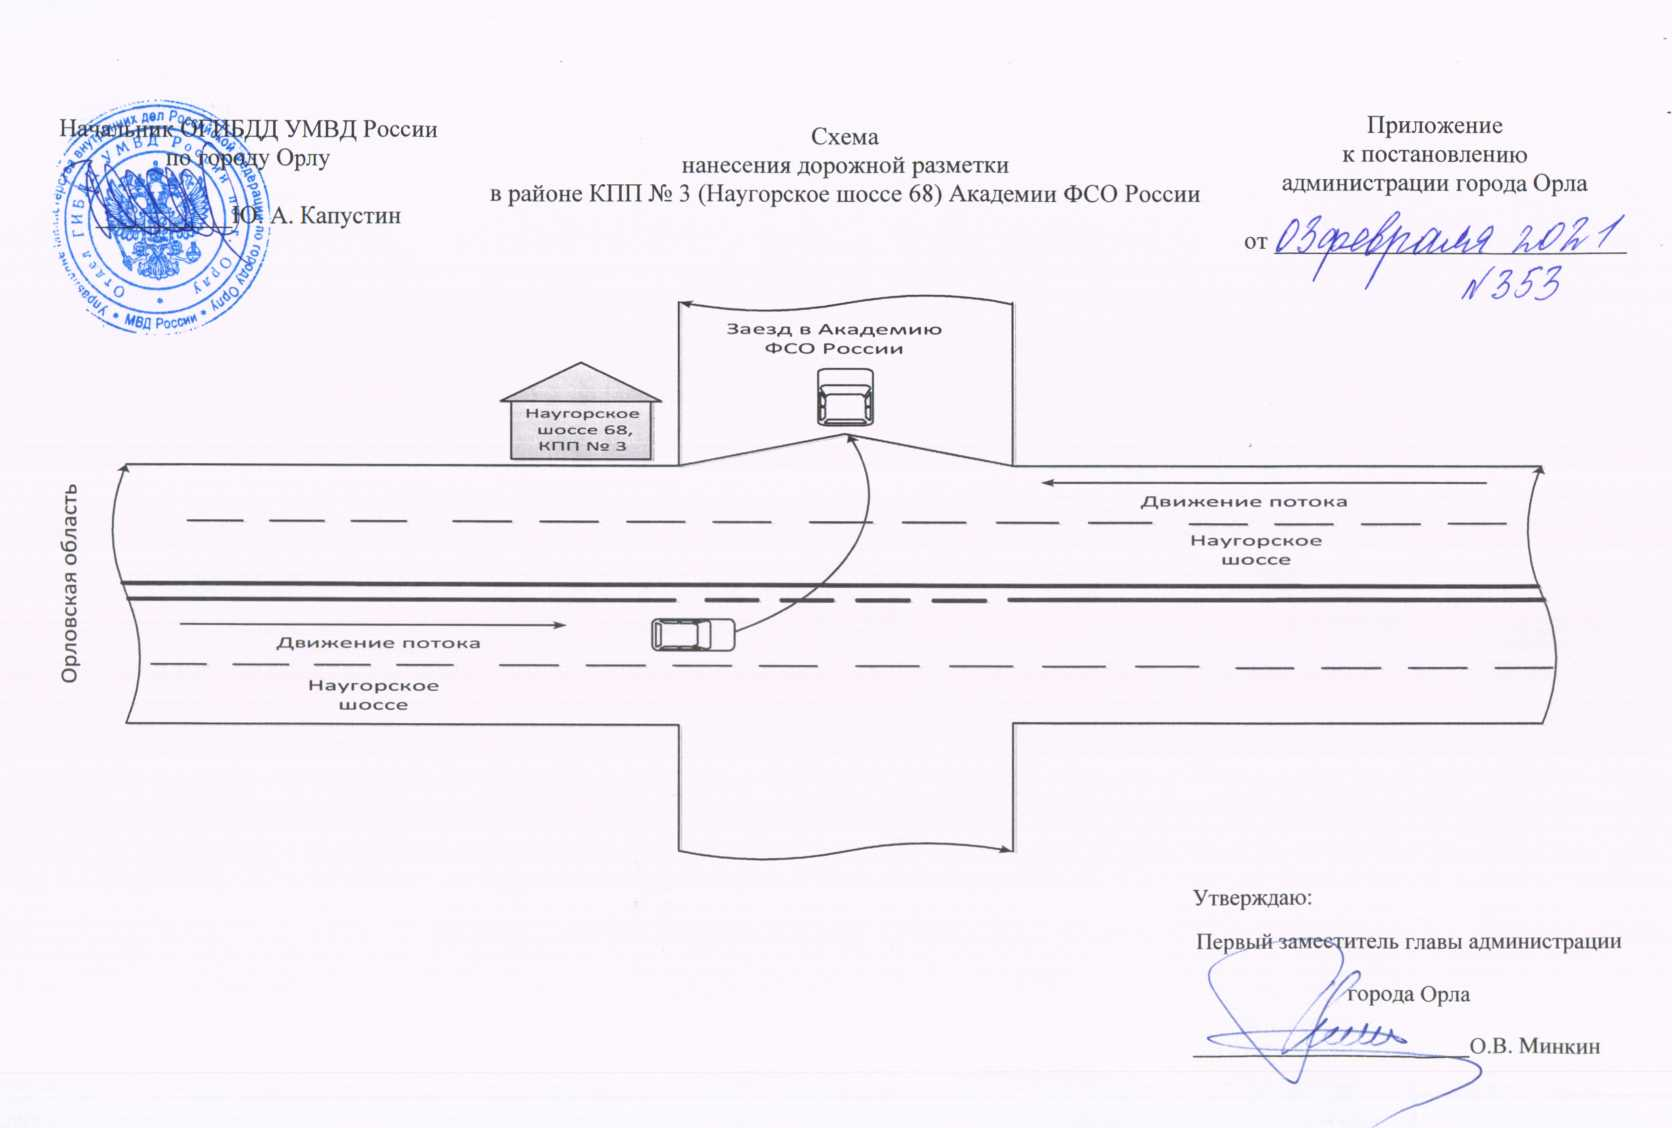 Начальник ОГИБДД УМВД России
по городу Орлу
Ю. А. Капустин
МВД России
Схема
нанесения дорожной разметки
в районе КПП № 3 (Наугорское шоссе 68) Академии ФСО России
Приложение
к постановлению
администрации города Орла
от 03 февраля 2021
№353
Заезд в Академию
ФСО России
Наугорское
шоссе 68,
КПП № 3
Орловская область
Движение потока
Наугорское
шоссе
Движение потока
Наугорское
шоссе
Утверждаю:
Первый заместитель главы администрации
города Орла
О.В. Минкин